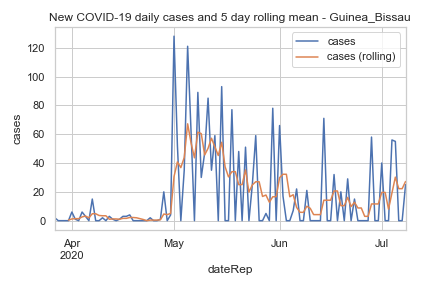 New COVID-19 daily cases and 5 day rolling mean - Guinea_Bissau
cases
cases (rolling)
120
100
80
60
40
20
0
cases
Apr
2020
May
Jun
Jul
dateRep